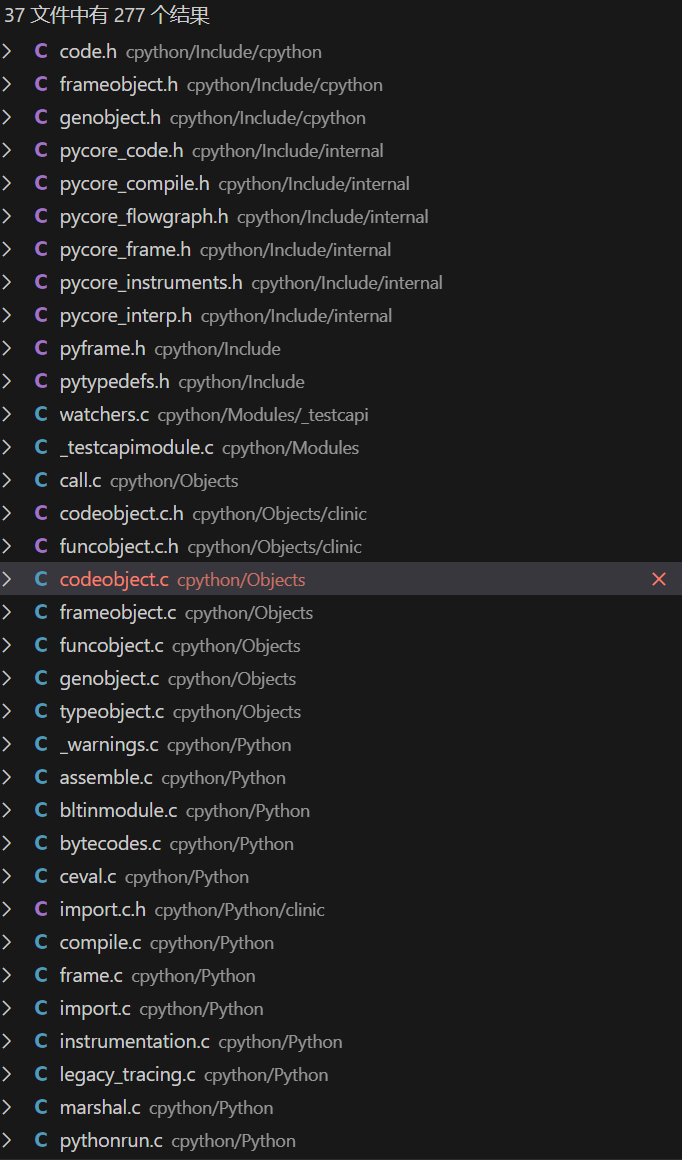 37 文件中有 277 个结果
C code.h cpython/Include/cpython
C frameobject.h cpython/Include/cpython
C genobject.h cpython/Include/cpython
C pycore_code.h cpython/Include/internal
C pycore_compile.h cpython/Include/internal
C pycore_flowgraph.h cpython/Include/internal
C pycore_frame.h cpython/Include/internal
C pycore_instruments.h cpython/Include/internal
C pycore_interp.h cpython/Include/internal
C pyframe.h cpython/Include
C pytypedefs.h cpython/Include
C watchers.c cpython/Modules/_testcapi
C _testcapimodule.c cpython/Modules
C call.c cpython/Objects
C codeobject.c.h cpython/Objects/clinic
C funcobject.c.h cpython/Objects/clinic
C codeobject.c cpython/Objects
C frameobject.c cpython/Objects
C funcobject.c cpython/Objects
C genobject.c cpython/Objects
C typeobject.c cpython/Objects
C _warnings.c cpython/Python
C assemble.c cpython/Python
C bltinmodule.c cpython/Python
C bytecodes.c cpython/Python
C ceval.c cpython/Python
C import.c.h cpython/Python/clinic
C compile.c cpython/Python
C frame.c cpython/Python
C import.c cpython/Python
C instrumentation.c cpython/Python
C legacy_tracing.c cpython/Python
C marshal.c cpython/Python
C pythonrun.c cpython/Python